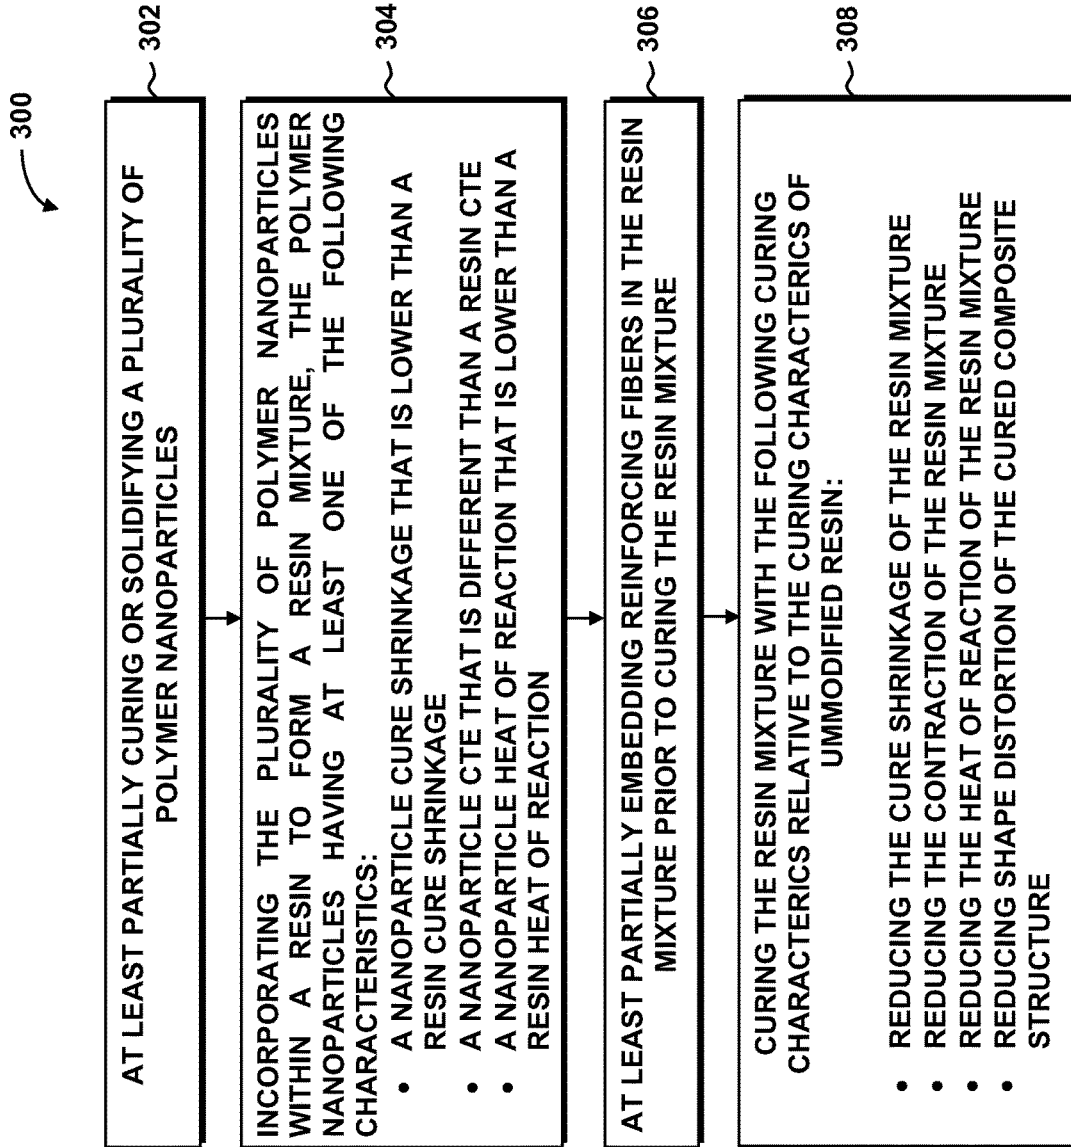 300
AT LEAST PARTIALLY CURING OR SOLIDIFYING A PLURALITY OF
POLYMER NANOPARTICLES
302
INCORPORATING THE PLURALITY OF POLYMER NANOPARTICLES
WITHIN A RESIN TO FORM A RESIN MIXTURE, THE POLYMER
NANOPARTICLES HAVING AT LEAST ONE OF THE FOLLOWING
CHARACTERISTICS:
• A NANOPARTICLE CURE SHRINKAGE THAT IS LOWER THAN A
RESIN CURE SHRINKAGE
• A NANOPARTICLE CTE THAT IS DIFFERENT THAN A RESIN CTE
• A NANOPARTICLE HEAT OF REACTION THAT IS LOWER THAN A
RESIN HEAT OF REACTION
304
AT LEAST PARTIALLY EMBEDDING REINFORCING FIBERS IN THE RESIN
MIXTURE PRIOR TO CURING THE RESIN MIXTURE
306
CURING THE RESIN MIXTURE WITH THE FOLLOWING CURING
CHARACTERICS RELATIVE TO THE CURING CHARACTERICS OF
UMMODIFIED RESIN:
• REDUCING THE CURE SHRINKAGE OF THE RESIN MIXTURE
• REDUCING THE CONTRACTION OF THE RESIN MIXTURE
• REDUCING THE HEAT OF REACTION OF THE RESIN MIXTURE
• REDUCING SHAPE DISTORTION OF THE CURED COMPOSITE
STRUCTURE
308